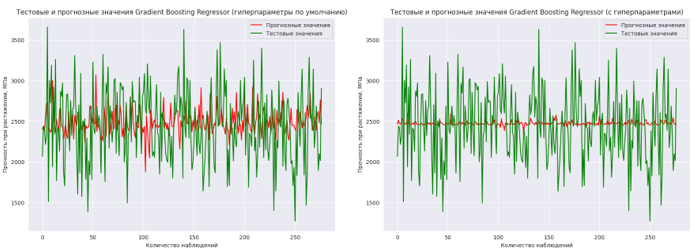 Тестовые и прогнозные значения Gradient Boosting Regressor (гиперпараметры по умолчанию)
Прогнозные значения
Тестовые значения
Прочность при растяжении, МПа
3500
3000
2500
2000
1500
0
50
100
150
200
250
Количество наблюдений
Тестовые и прогнозные значения Gradient Boosting Regressor (с гиперпараметрами)
Прогнозные значения
Тестовые значения
Прочность при растяжении, МПа
3500
3000
2500
2000
1500
0
50
100
150
200
250
Количество наблюдений